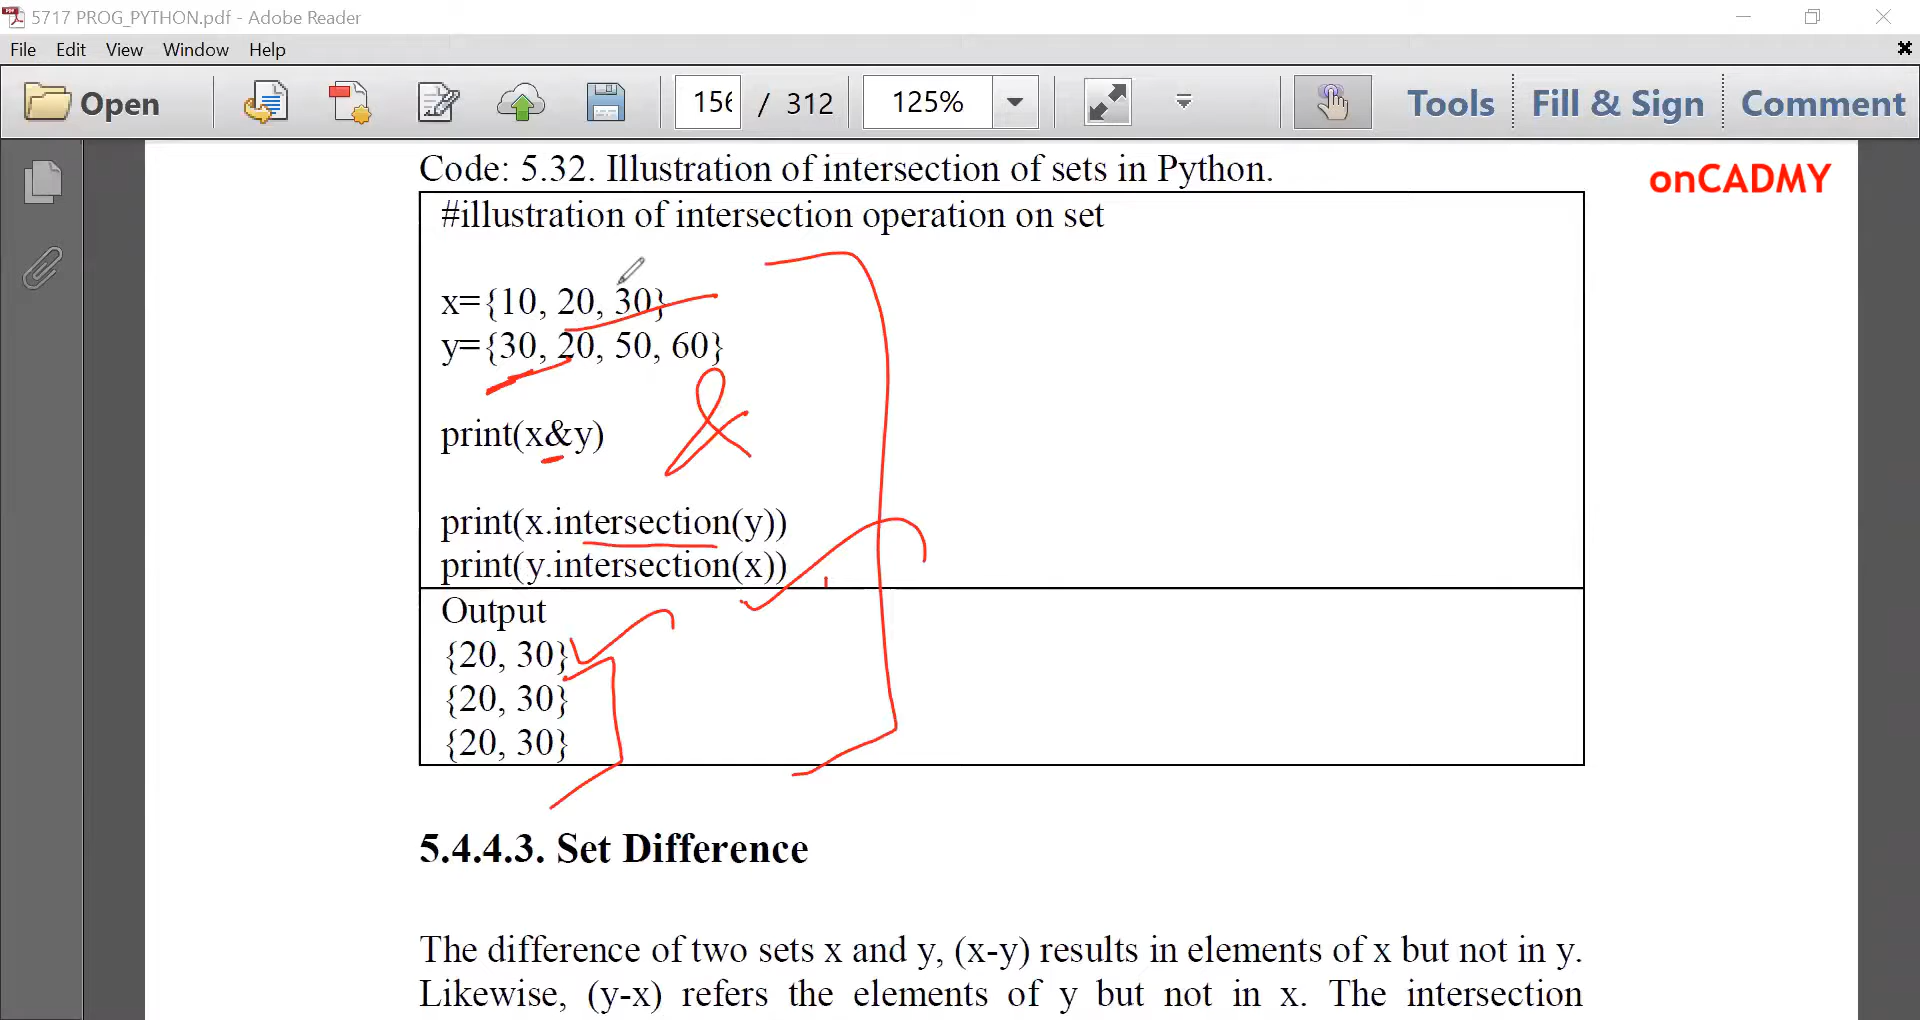 5717 PROG_PYTHON.pdf - Adobe Reader
File Edit View Window Help
Open 156 / 312 125% Tools Fill & Sign Comment
Code: 5.32. Illustration of intersection of sets in Python.
onCADMY
#illustration of intersection operation on set
x={10, 20, 30}
y={30, 20, 50, 60}
&
print(x&y)
print(x.intersection(y))
print(y.intersection(x))
Output
{20, 30}
{20, 30}
{20, 30}
5.4.4.3. Set Difference
The difference of two sets x and y, (x-y) results in elements of x but not in y.
Likewise, (y-x) refers the elements of y but not in x. The intersection